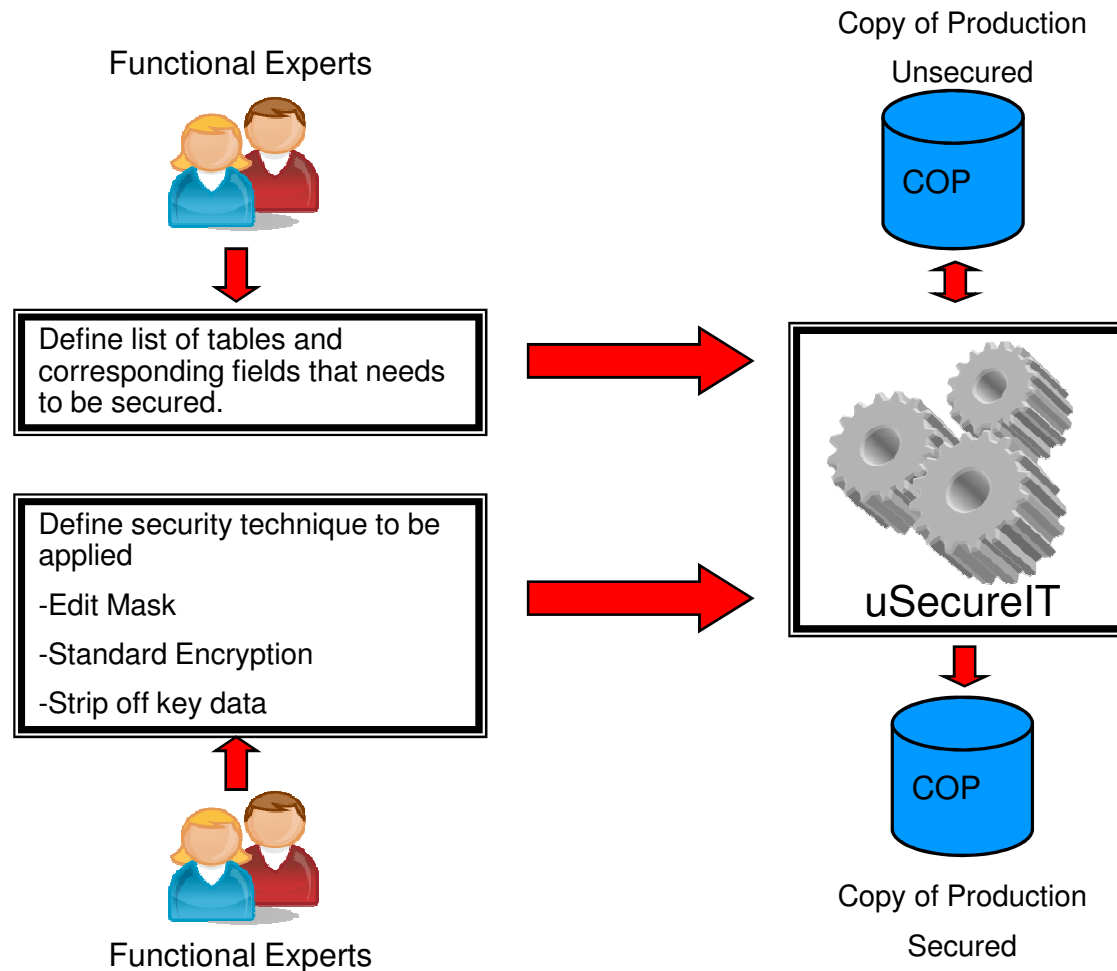 Functional Experts
Define list of tables and
corresponding fields that needs
to be secured.
Define security technique to be
applied
-Edit Mask
-Standard Encryption
-Strip off key data
Functional Experts
Copy of Production
Unsecured
COP
uSecureIT
COP
Copy of Production
Secured